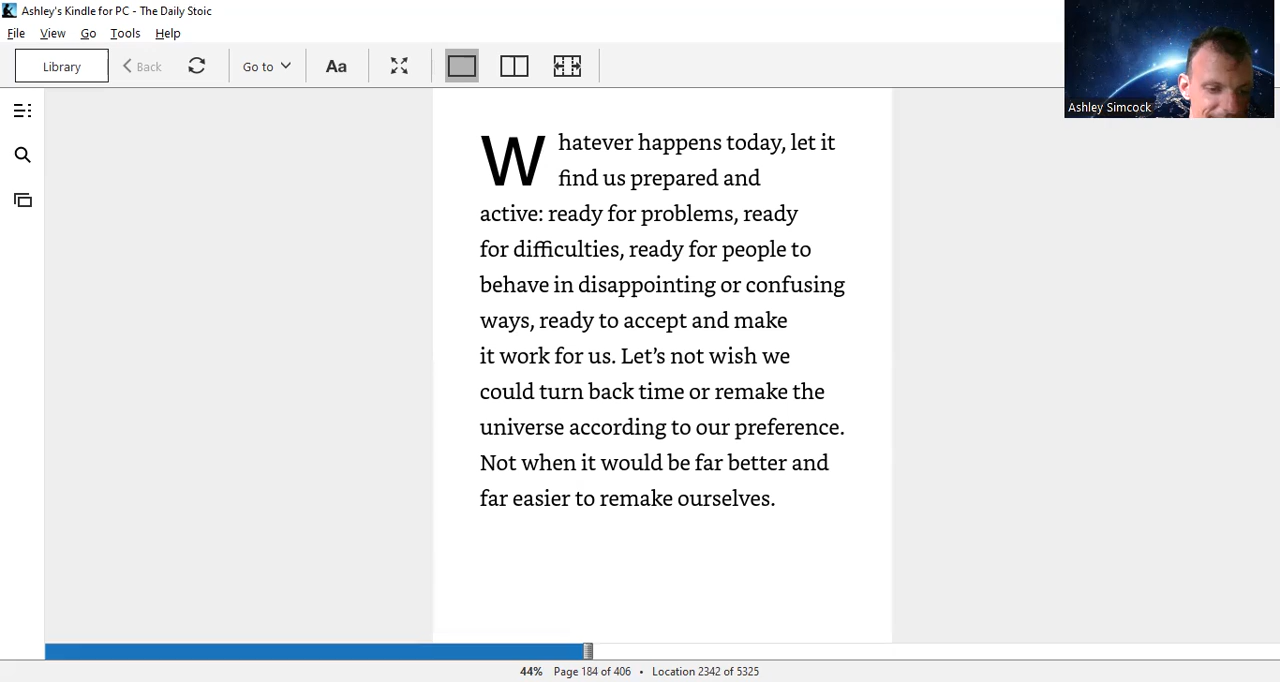 Ashley's Kindle for PC - The Daily Stoic
File View Go Tools Help
Library Back Go to Aa
Ashley Simcock
Whatever happens today, let it
find us prepared and
active: ready for problems, ready
for difficulties, ready for people to
behave in disappointing or confusing
ways, ready to accept and make
it work for us. Let’s not wish we
could turn back time or remake the
universe according to our preference.
Not when it would be far better and
far easier to remake ourselves.
44% Page 184 of 406 • Location 2342 of 5325